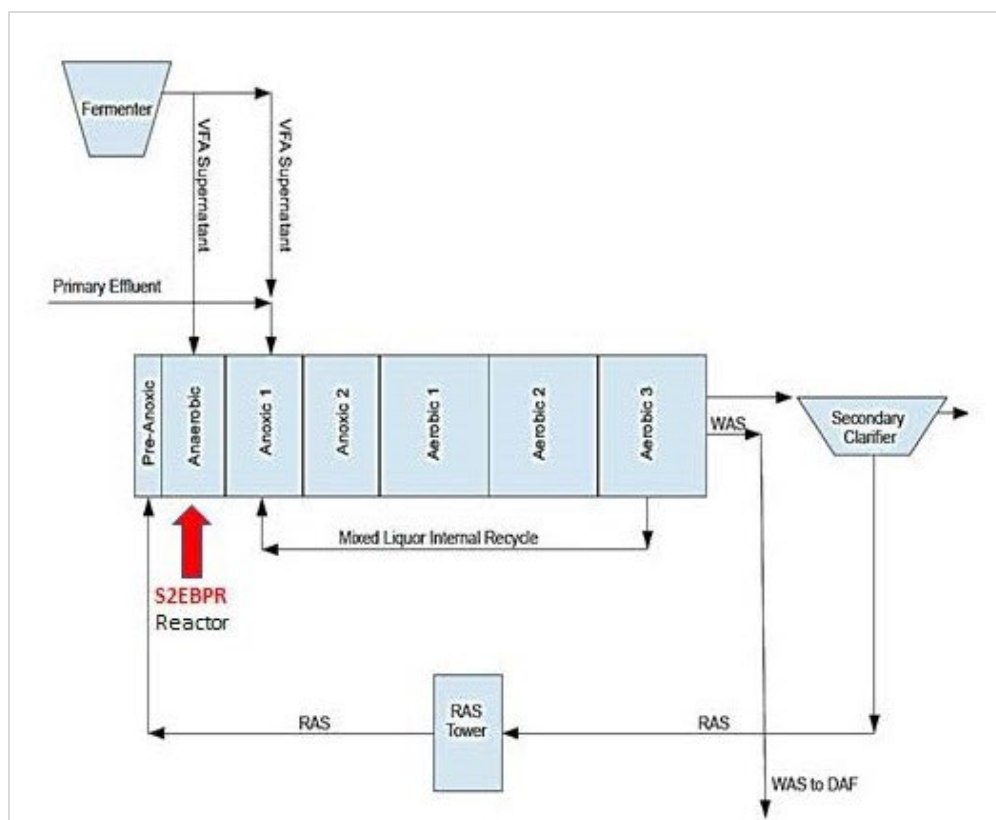 Fermenter
VFA Supernatant
VFA Supernatant
Primary Effluent
Pre-Anoxic
Anaerobic
Anoxic 1
Anoxic 2
Aerobic 1
Aerobic 2
Aerobic 3
WAS
Secondary
Clarifier
Mixed Liquor Internal Recycle
S2EBPR
Reactor
RAS
RAS
Tower
RAS
WAS to DAF